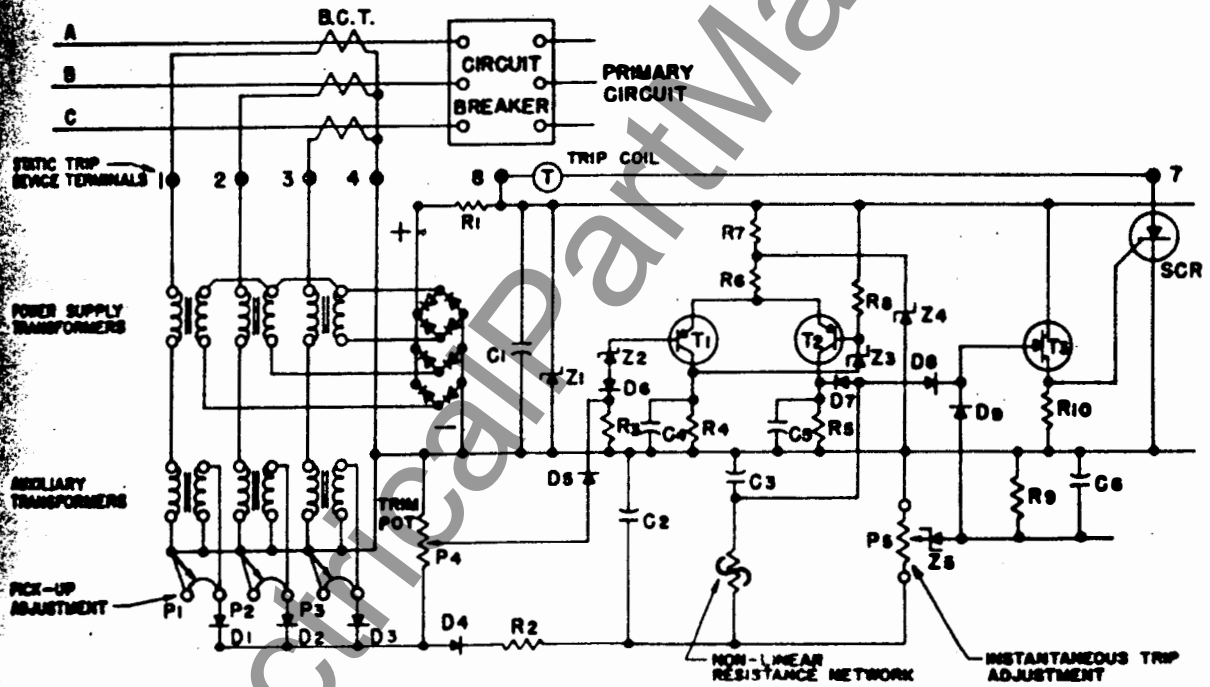 B.C.T.
A
B
C
CIRCUIT
BREAKER
PRIMARY
CIRCUIT
STATIC TRIP
DEVICE TERMINALS
1
2
3
4
8
T
TRIP COIL
7
R1
+
-
POWER SUPPLY
TRANSFORMERS
C1
Z1
R7
R6
R8
Z4
SCR
T1
T2
T3
Z2
Z3
D6
D7
D8
D9
R3
C4
R4
C5
R5
R10
AUXILIARY
TRANSFORMERS
TRIM
POT
P4
D5
C2
C3
P5
Z5
R9
C6
PICK-UP
ADJUSTMENT
P1
P2
P3
D1
D2
D3
D4
R2
NON-LINEAR
RESISTANCE NETWORK
INSTANTANEOUS TRIP
ADJUSTMENT
ctricalPartMa